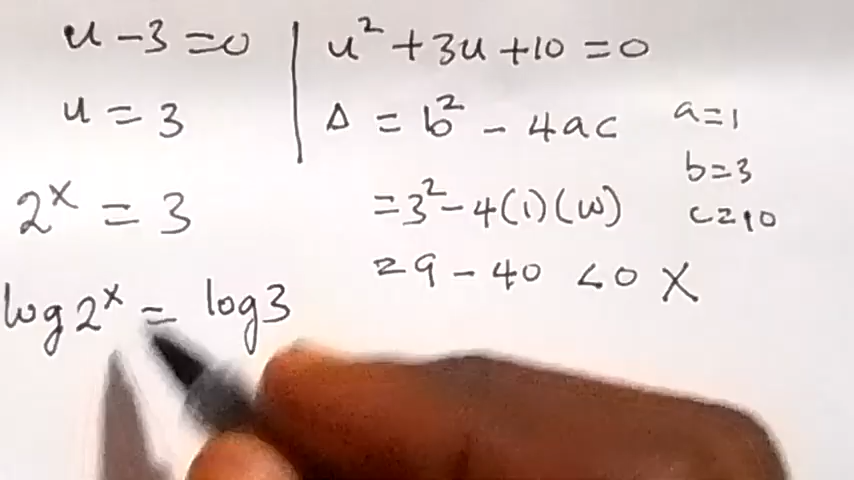 u - 3 = 0
u = 3
2^x = 3
log 2^x = log 3
u² + 3u + 10 = 0
Δ = b² - 4ac
= 3² - 4(1)(10)
= 9 - 40 < 0 X
a = 1
b = 3
c = 10